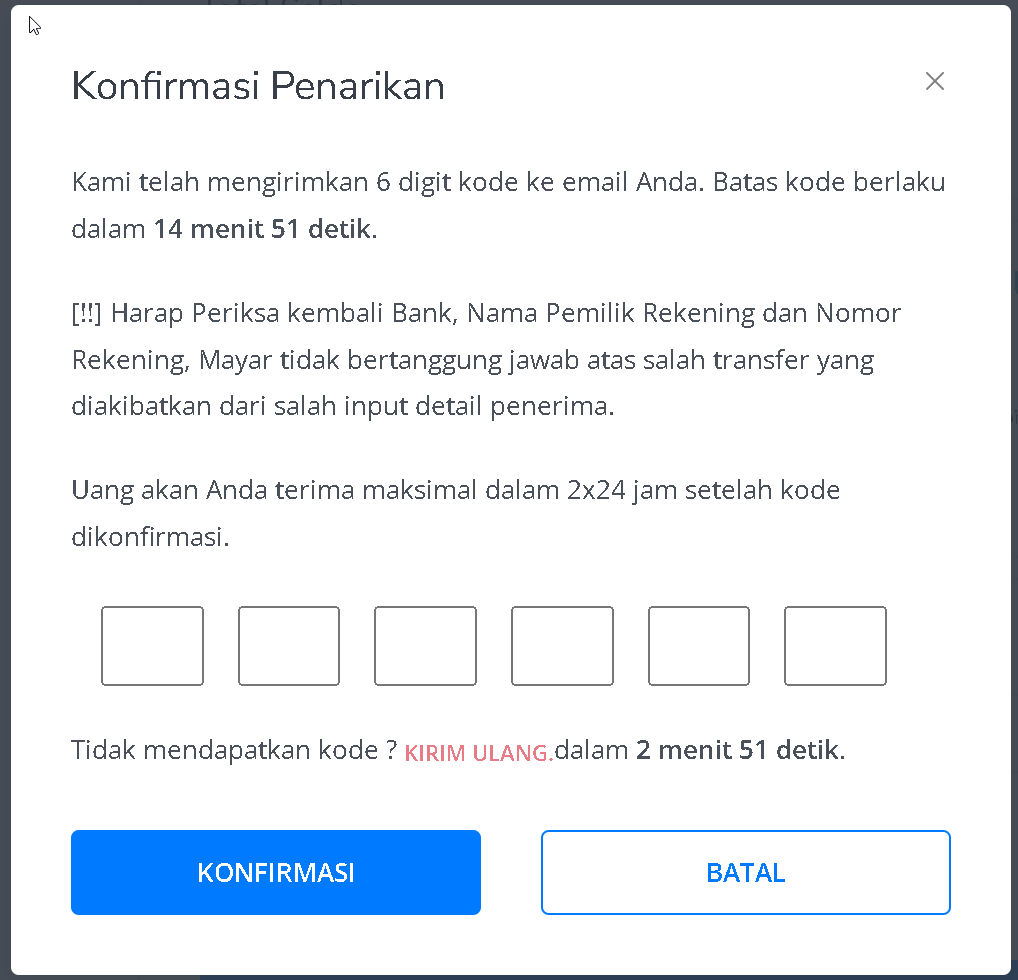 Konfirmasi Penarikan
Kami telah mengirimkan 6 digit kode ke email Anda. Batas kode berlaku
dalam 14 menit 51 detik.
[!!] Harap Periksa kembali Bank, Nama Pemilik Rekening dan Nomor
Rekening, Mayar tidak bertanggung jawab atas salah transfer yang
diakibatkan dari salah input detail penerima.
Uang akan Anda terima maksimal dalam 2x24 jam setelah kode
dikonfirmasi.
Tidak mendapatkan kode ? KIRIM ULANG.dalam 2 menit 51 detik.
KONFIRMASI
BATAL